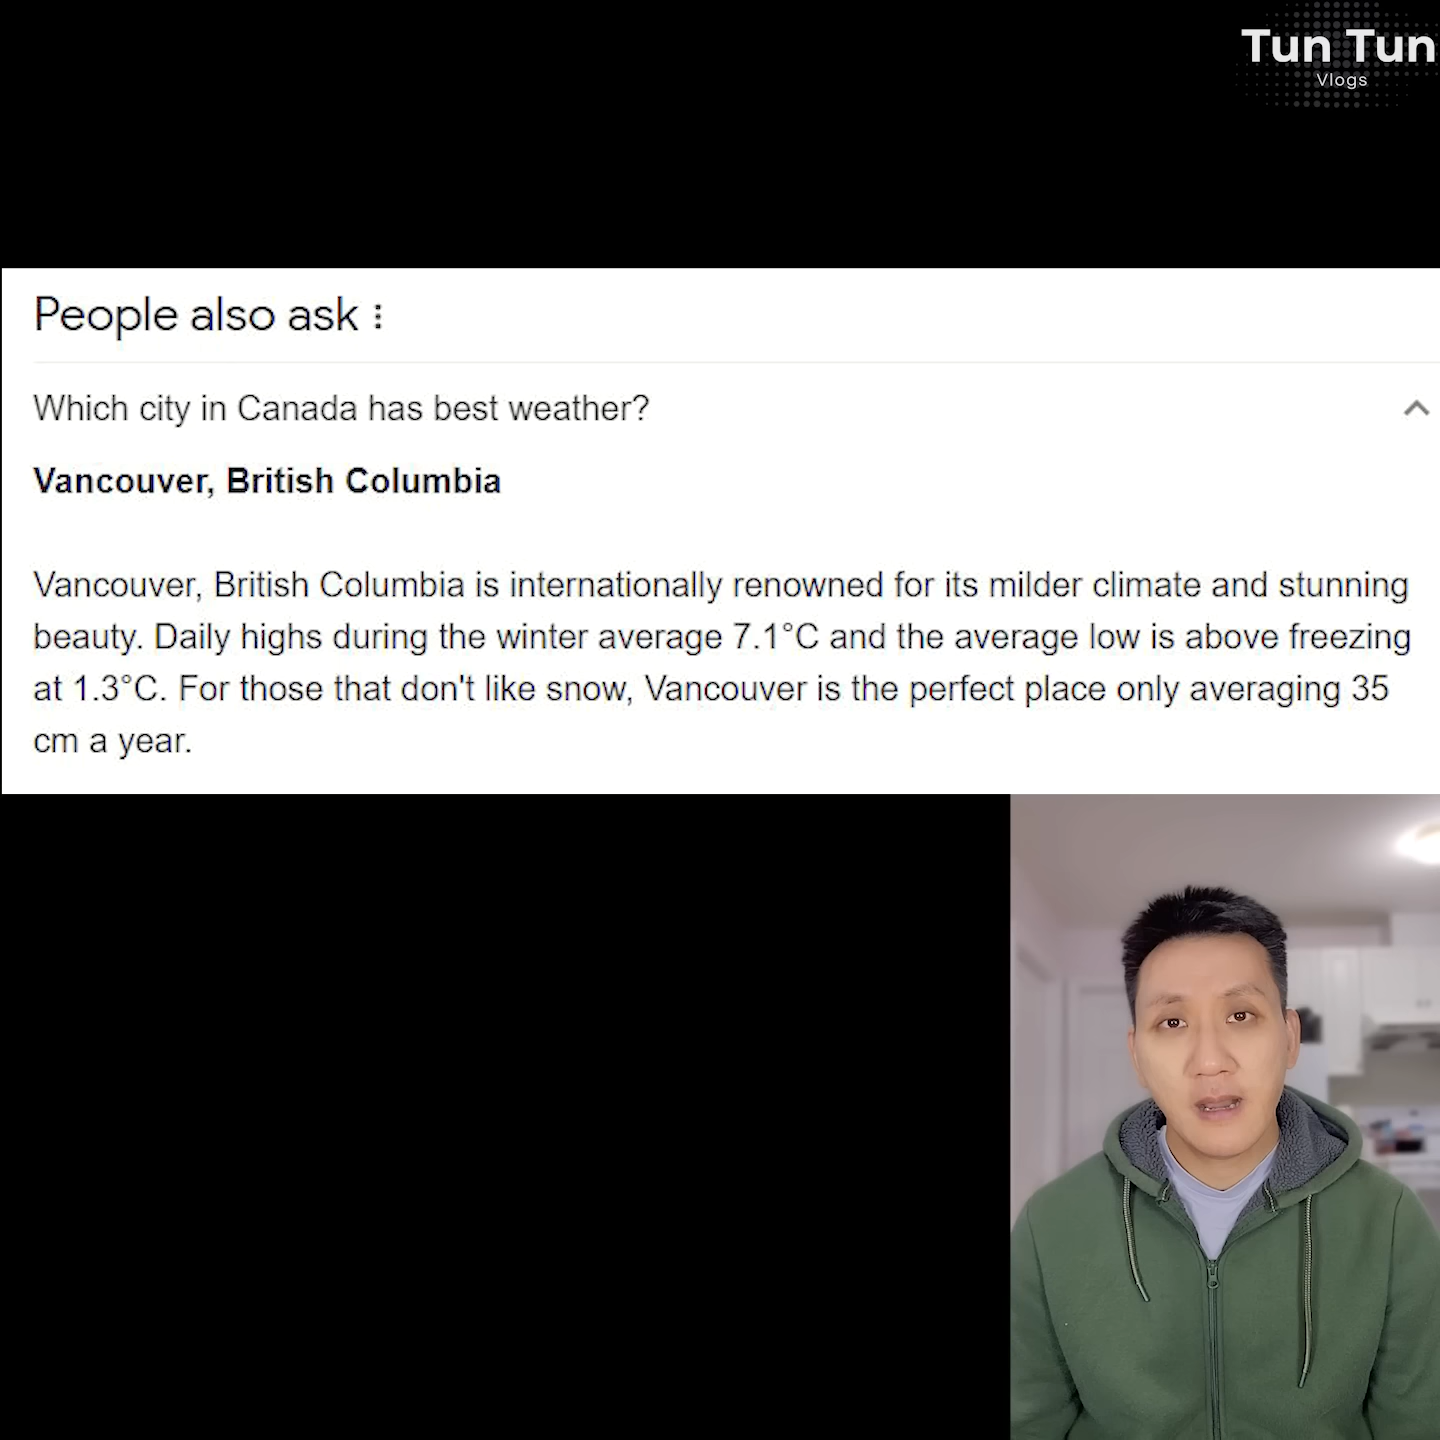 Tun Tun
Vlogs
People also ask
Which city in Canada has best weather?
Vancouver, British Columbia
Vancouver, British Columbia is internationally renowned for its milder climate and stunning
beauty. Daily highs during the winter average 7.1°C and the average low is above freezing
at 1.3°C. For those that don't like snow, Vancouver is the perfect place only averaging 35
cm a year.